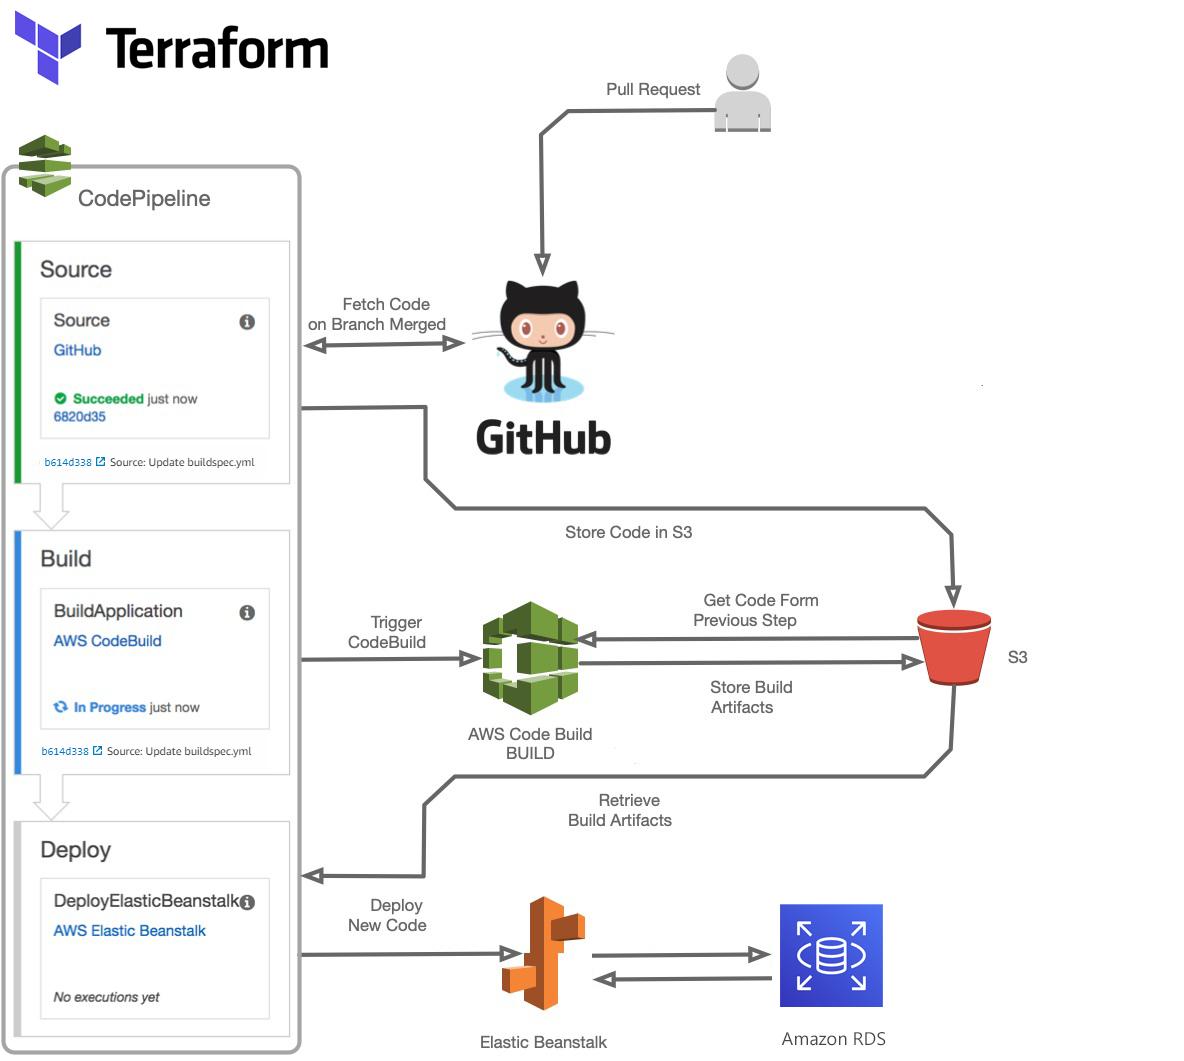 Terraform
Pull Request
CodePipeline
Source
Source
GitHub
Succeeded just now
6820d35
b614d338 Source: Update buildspec.yml
Fetch Code
on Branch Merged
GitHub
Store Code in S3
Build
BuildApplication
AWS CodeBuild
In Progress just now
b614d338 Source: Update buildspec.yml
Trigger
CodeBuild
AWS Code Build
BUILD
Get Code Form
Previous Step
Store Build
Artifacts
S3
Retrieve
Build Artifacts
Deploy
DeployElasticBeanstalk
AWS Elastic Beanstalk
No executions yet
Deploy
New Code
Elastic Beanstalk
Amazon RDS